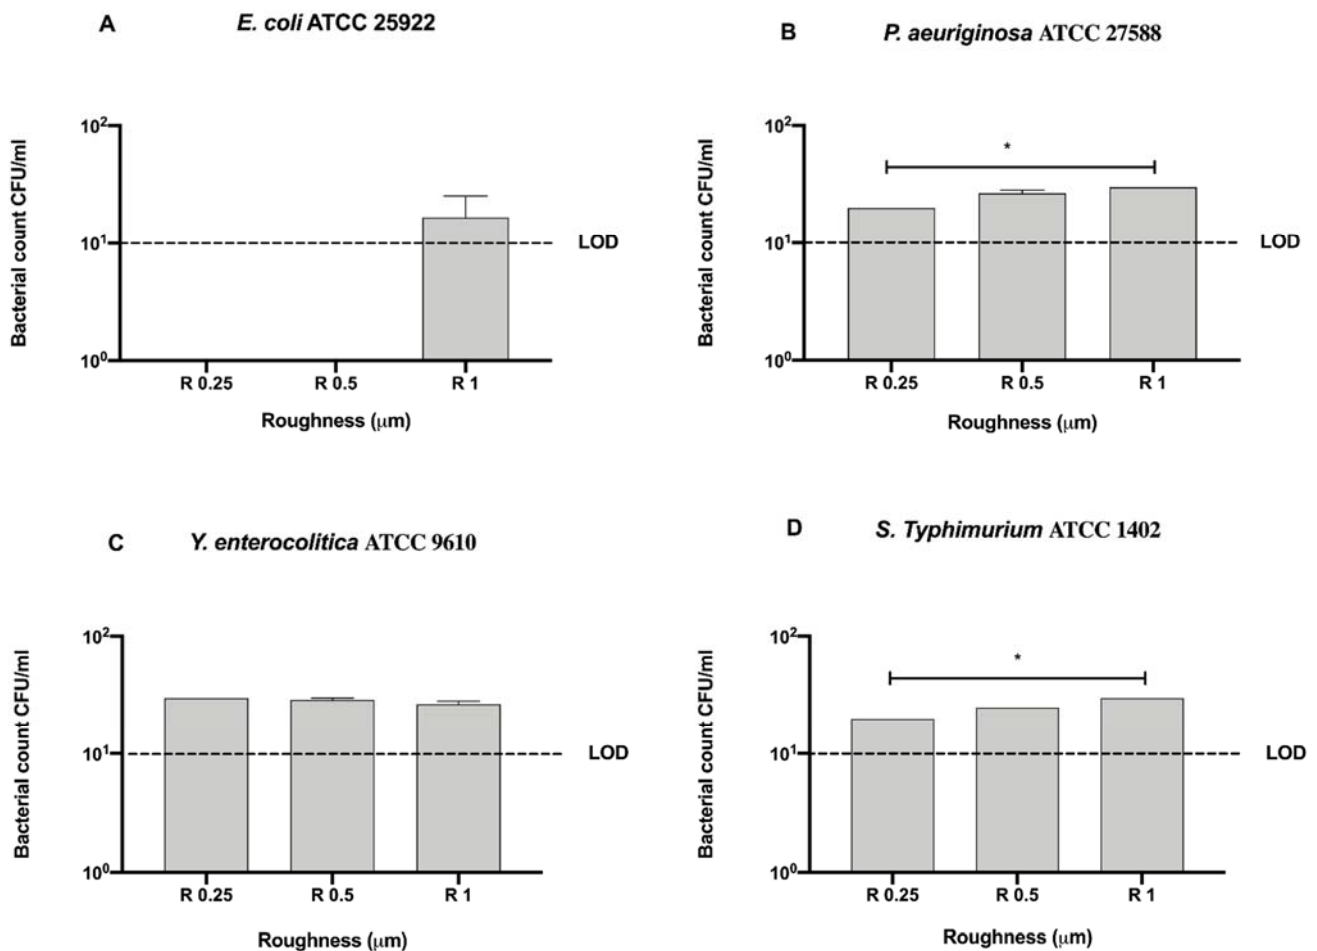 A
E. coli ATCC 25922
Bacterial count CFU/ml
10²
10¹
10⁰
LOD
R 0.25 R 0.5 R 1
Roughness (μm)
B
P. aeuriginosa ATCC 27588
Bacterial count CFU/ml
10²
*
10¹
10⁰
LOD
R 0.25 R 0.5 R 1
Roughness (μm)
C
Y. enterocolitica ATCC 9610
Bacterial count CFU/ml
10²
10¹
10⁰
LOD
R 0.25 R 0.5 R 1
Roughness (μm)
D
S. Typhimurium ATCC 1402
Bacterial count CFU/ml
10²
*
10¹
10⁰
LOD
R 0.25 R 0.5 R 1
Roughness (μm)